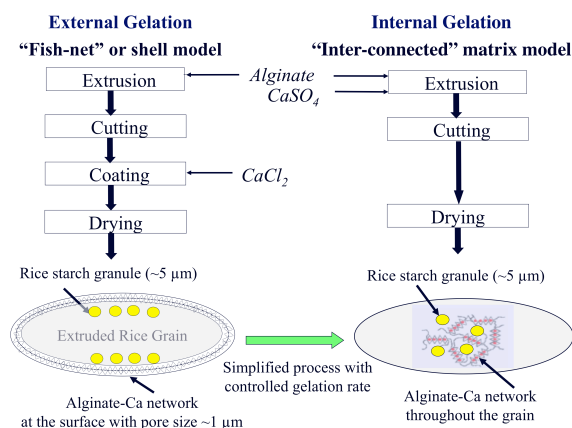 External Gelation
“Fish-net” or shell model
Extrusion
Cutting
Coating
Drying
Alginate
CaSO4
CaCl2
Internal Gelation
“Inter-connected” matrix model
Extrusion
Cutting
Drying
Rice starch granule (~5 µm)
Extruded Rice Grain
Alginate-Ca network
at the surface with pore size ~1 µm
Simplified process with
controlled gelation rate
Rice starch granule (~5 µm)
Alginate-Ca network
throughout the grain